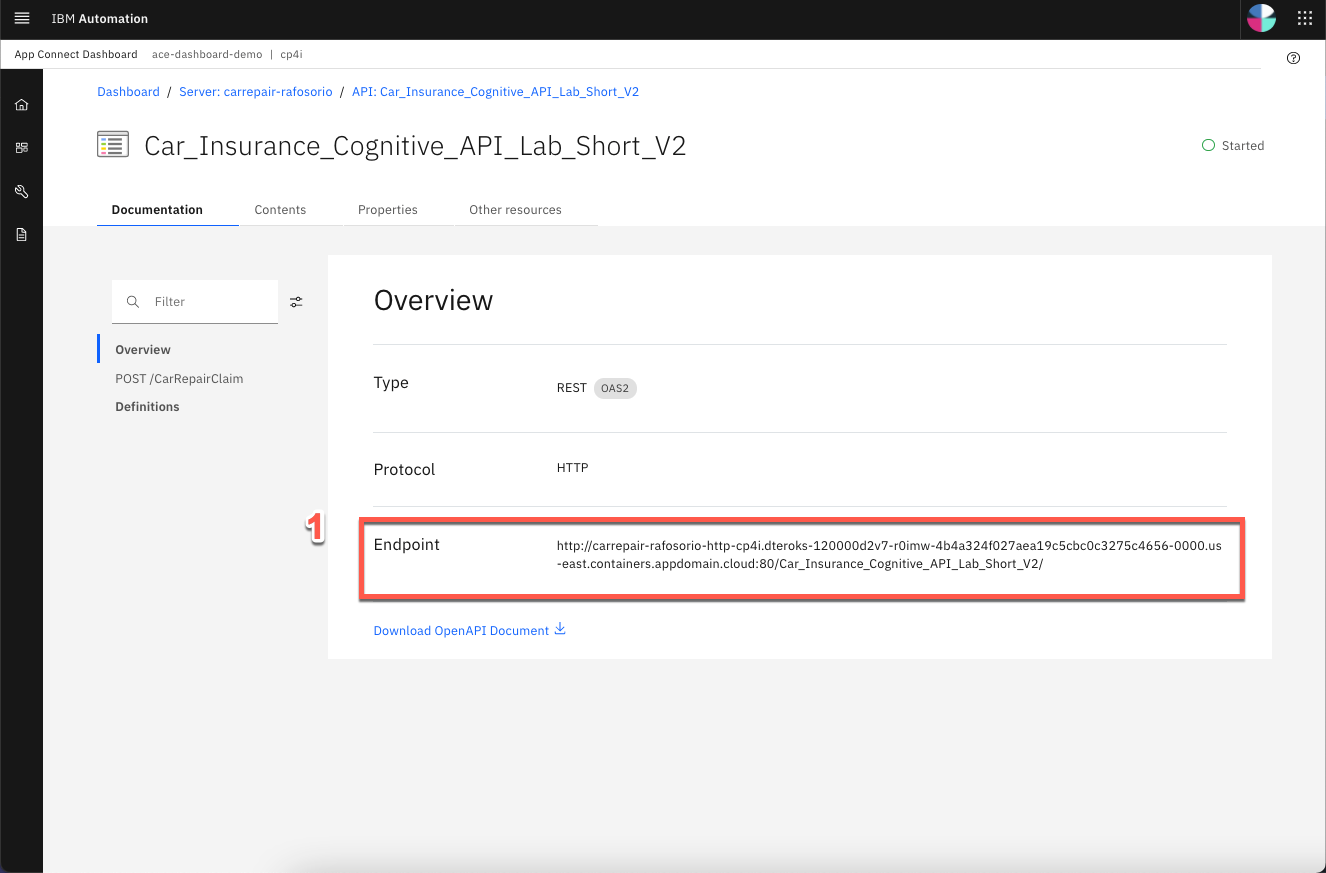 IBM Automation
App Connect Dashboard ace-dashboard-demo | cp4i
Dashboard / Server: carrepair-rafosorio / API: Car_Insurance_Cognitive_API_Lab_Short_V2
Car_Insurance_Cognitive_API_Lab_Short_V2
Started
Documentation Contents Properties Other resources
Filter
Overview
POST /CarRepairClaim
Definitions
Overview
Type
REST OAS2
Protocol
HTTP
1
Endpoint
http://carrepair-rafosorio-http-cp4i.dteroks-120000d2v7-r0imw-4b4a324f027aea19c5cbc0c3275c4656-0000.us
-east.containers.appdomain.cloud:80/Car_Insurance_Cognitive_API_Lab_Short_V2/
Download OpenAPI Document